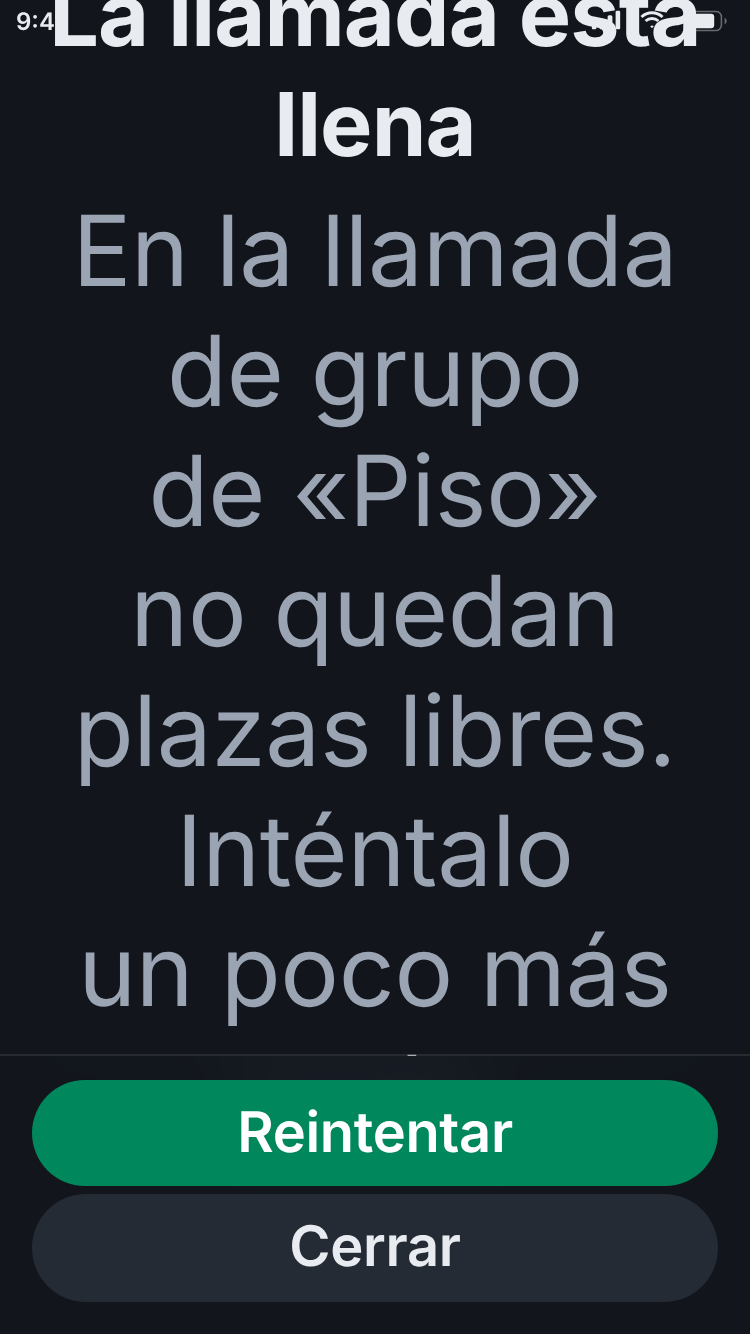 9:4
La llamada está
llena
En la llamada
de grupo
de «Piso»
no quedan
plazas libres.
Inténtalo
un poco más
Reintentar
Cerrar